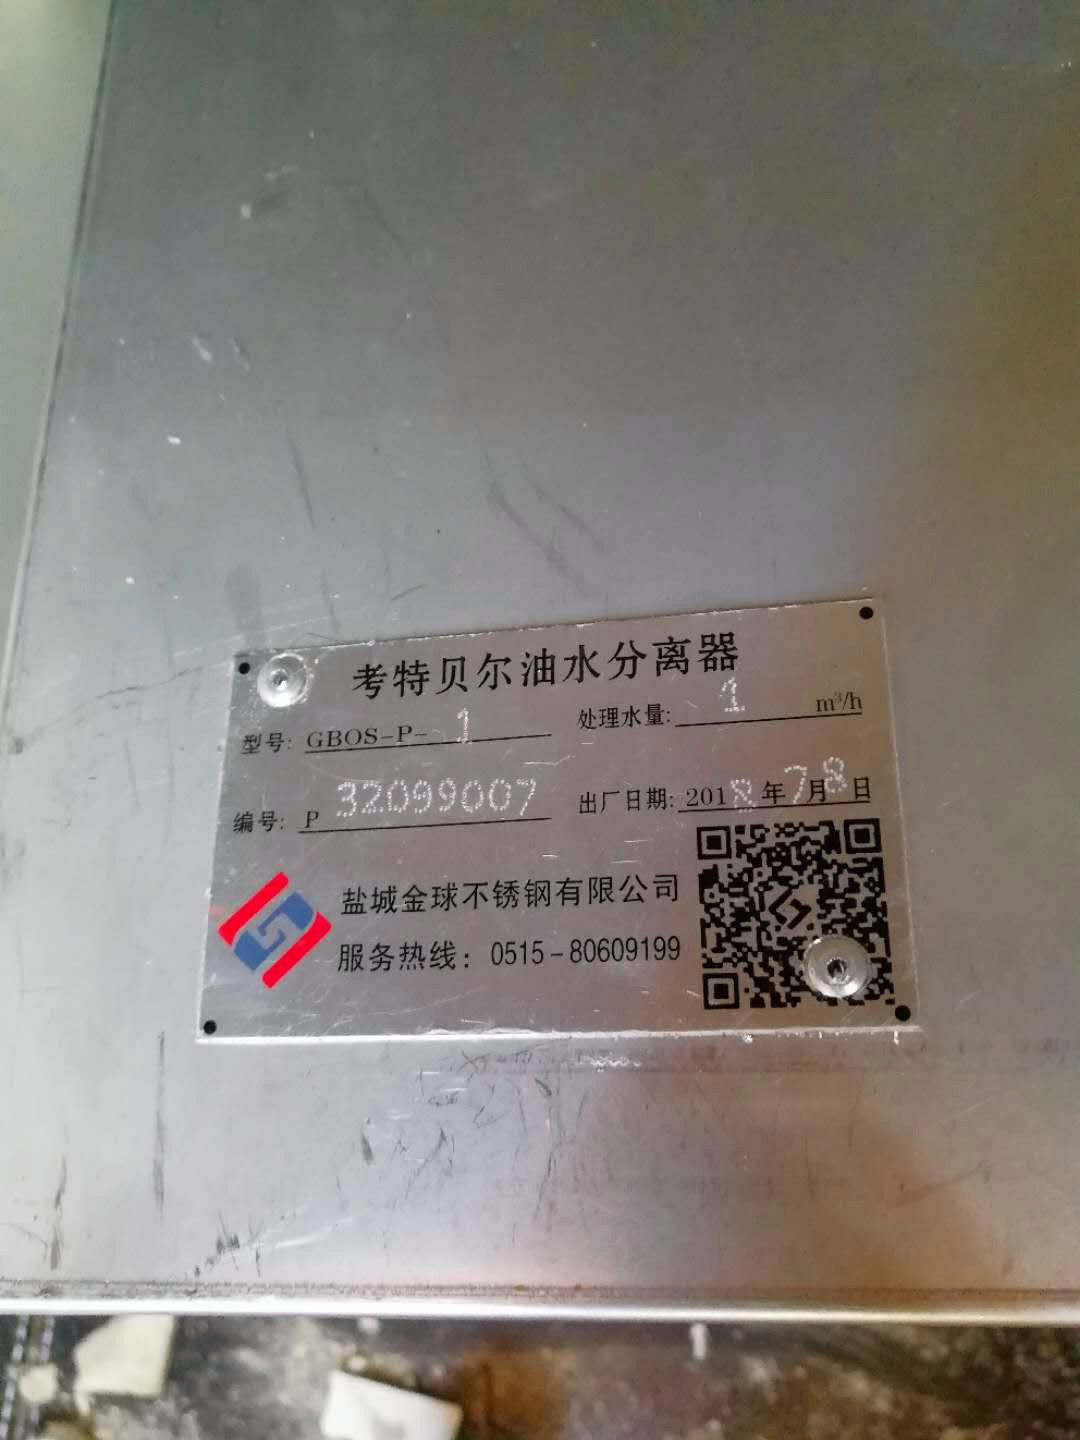 考特贝尔油水分离器
型号: GBOS-P-1 处理水量: 1 m³/h
编号: P 32099007 出厂日期: 2018年7月8日
盐城金球不锈钢有限公司
服务热线: 0515-80609199